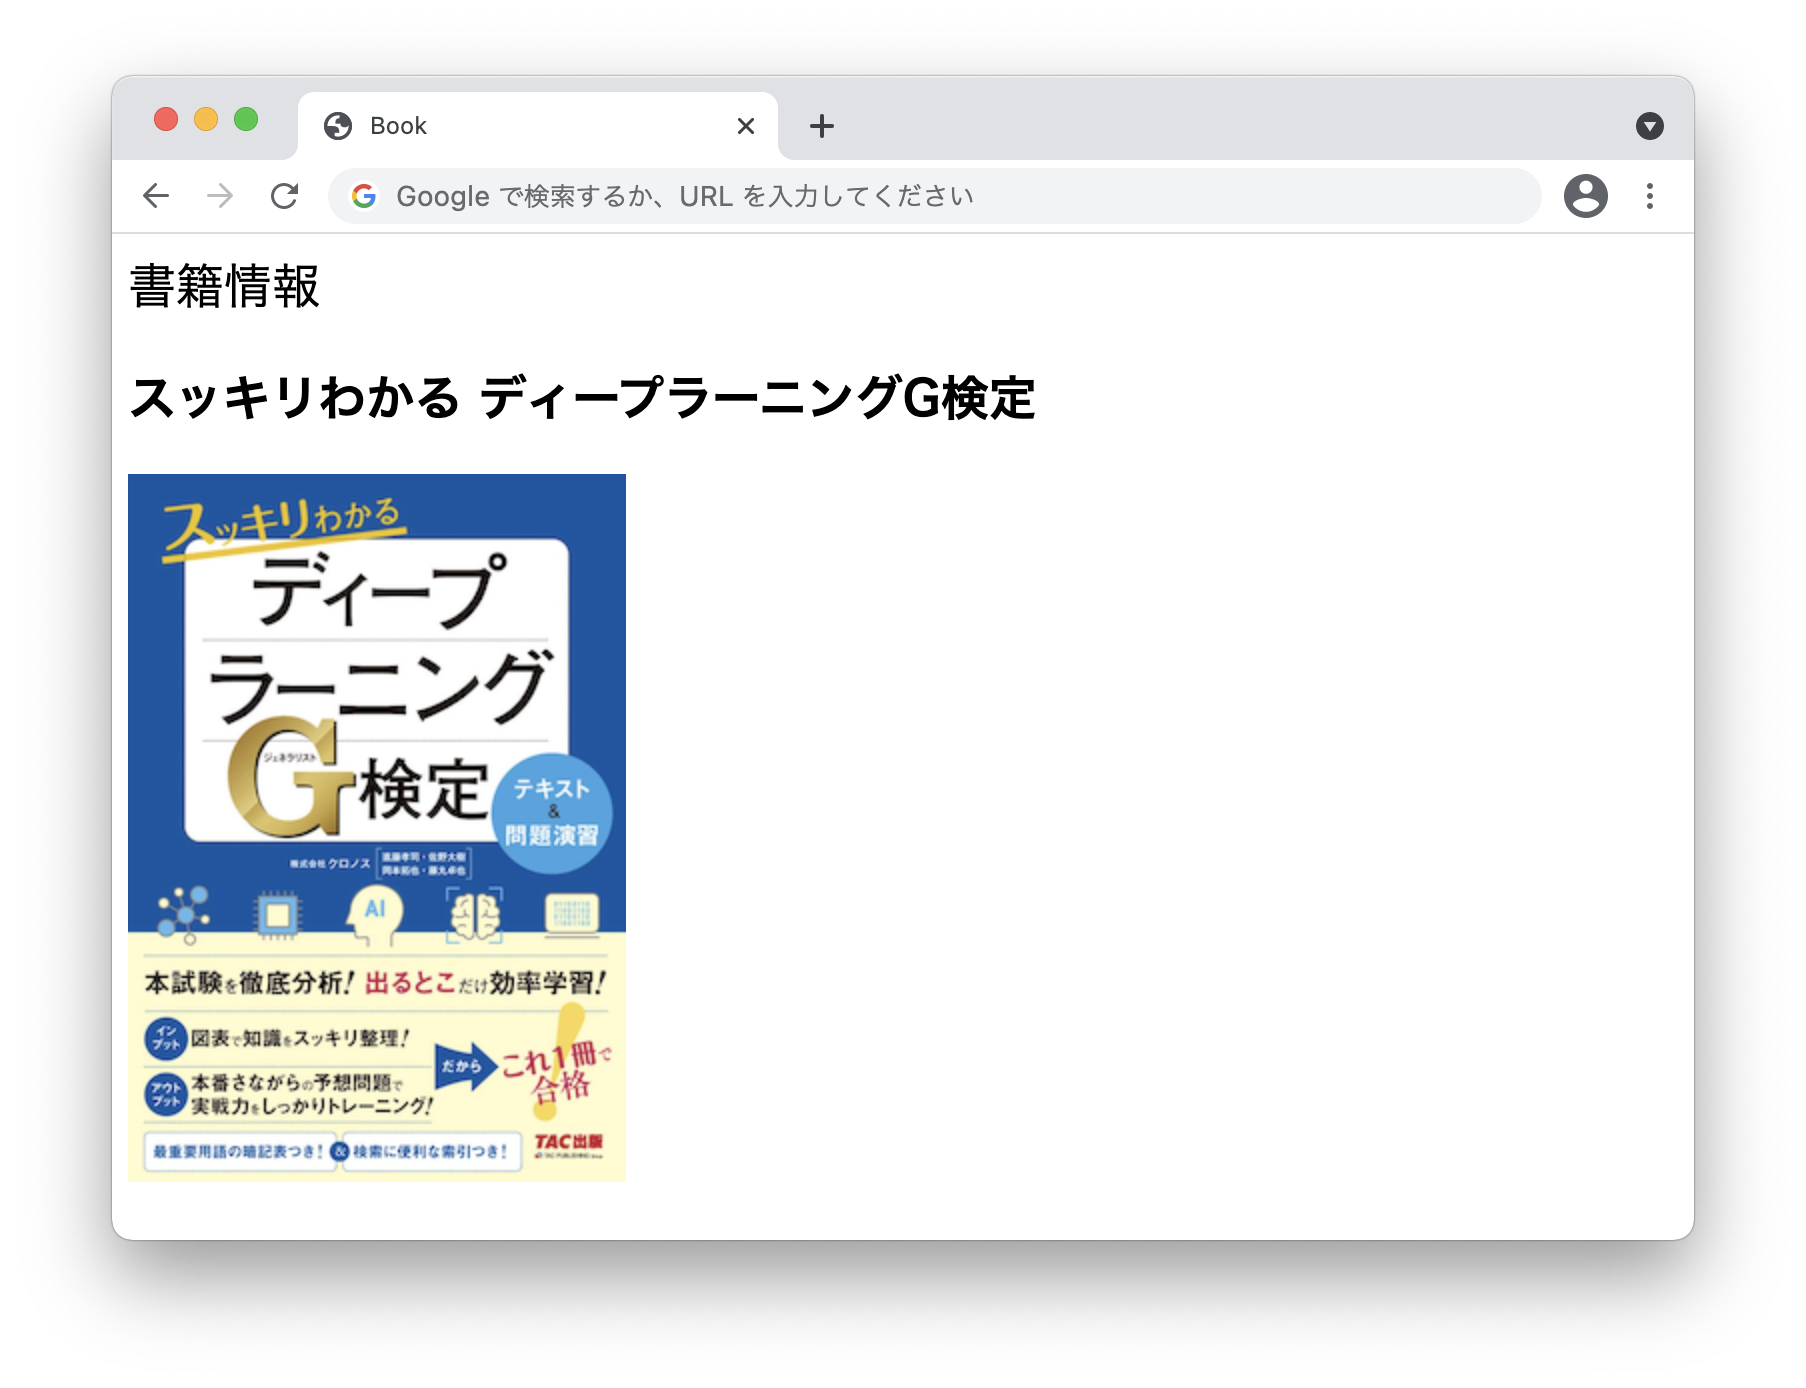 Book
Google で検索するか、URL を入力してください
書籍情報
スッキリわかる ディープラーニングG検定
スッキリわかる
ディープ
ラーニング
ジェネラリスト
G検定
テキスト
&
問題演習
株式会社クロノス
AI
本試験を徹底分析! 出るとこだけ効率学習!
イン
プット
図表で知識をスッキリ整理!
アウト
プット
本番さながらの予想問題で
実戦力をしっかりトレーニング!
だから
これ1冊で
合格
最重要用語の暗記表つき! & 検索に便利な索引つき!
TAC出版